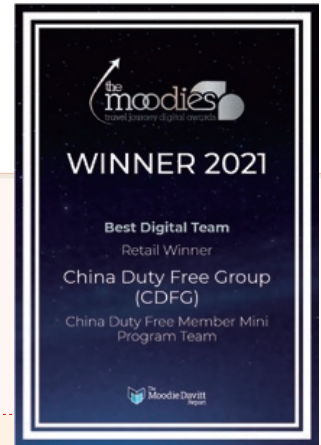 the
moodies
travel journey digital awards
WINNER 2021
Best Digital Team
Retail Winner
China Duty Free Group
(CDFG)
China Duty Free Member Mini
Program Team
The
Moodie Davitt
Report